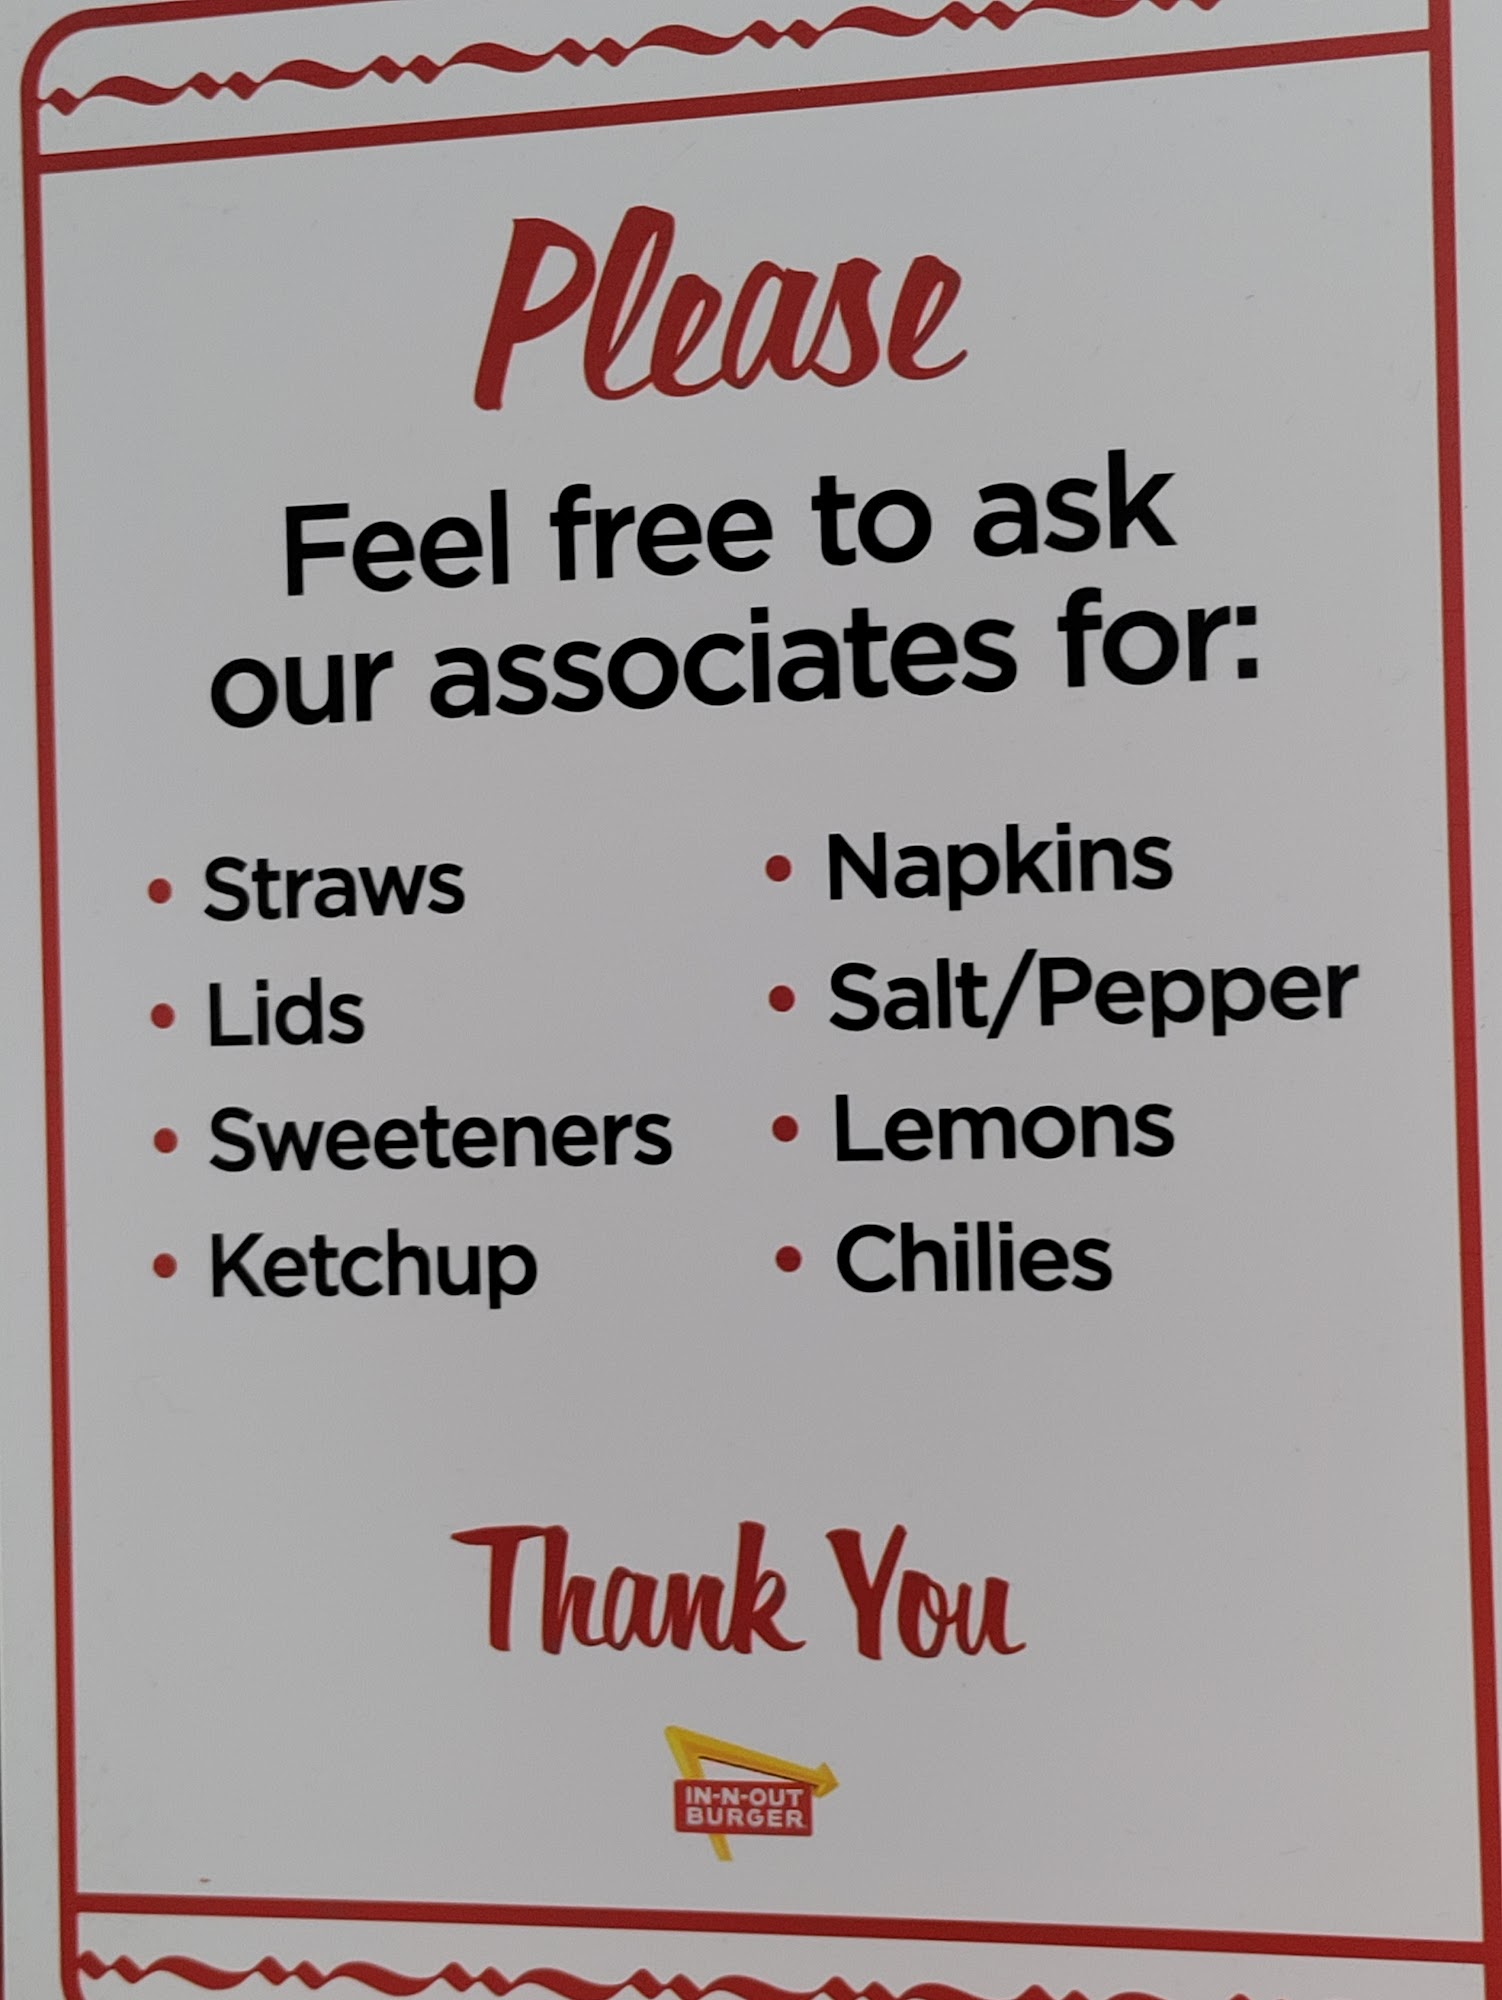 Please
Feel free to ask
our associates for:
• Straws
• Lids
• Sweeteners
• Ketchup
• Napkins
• Salt/Pepper
• Lemons
• Chilies
Thank You
IN-N-OUT
BURGER